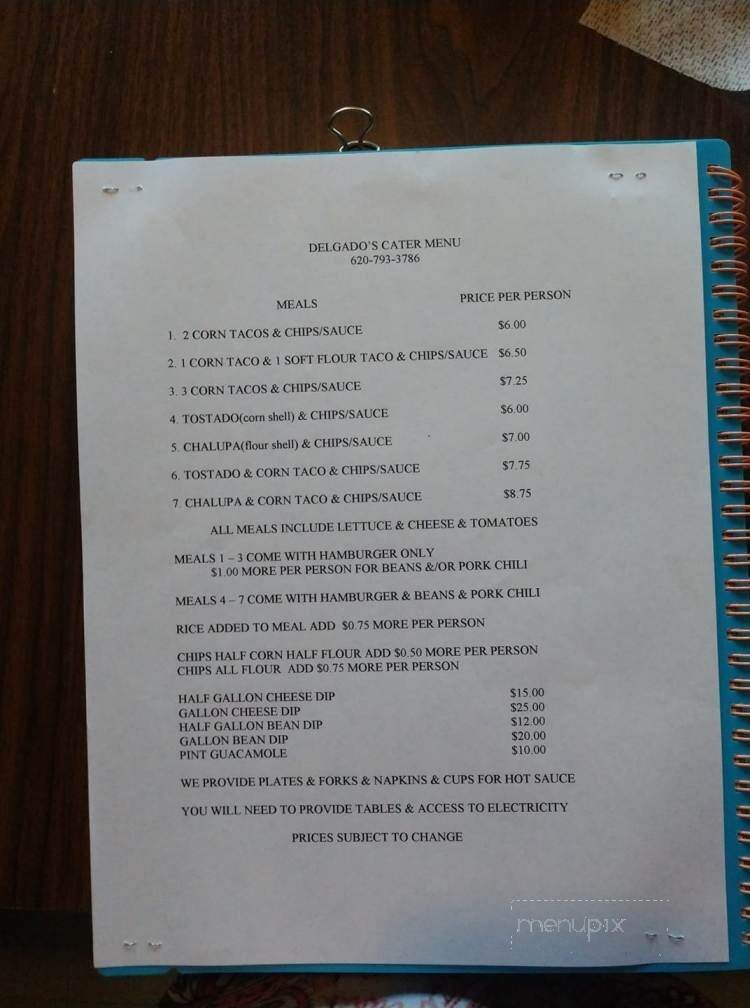 DELGADO'S CATER MENU
620-793-3786
MEALS PRICE PER PERSON
1. 2 CORN TACOS & CHIPS/SAUCE $6.00
2. 1 CORN TACO & 1 SOFT FLOUR TACO & CHIPS/SAUCE $6.50
3. 3 CORN TACOS & CHIPS/SAUCE $7.25
4. TOSTADO(corn shell) & CHIPS/SAUCE $6.00
5. CHALUPA(flour shell) & CHIPS/SAUCE $7.00
6. TOSTADO & CORN TACO & CHIPS/SAUCE $7.75
7. CHALUPA & CORN TACO & CHIPS/SAUCE $8.75
ALL MEALS INCLUDE LETTUCE & CHEESE & TOMATOES
MEALS 1 – 3 COME WITH HAMBURGER ONLY
$1.00 MORE PER PERSON FOR BEANS &/OR PORK CHILI
MEALS 4 – 7 COME WITH HAMBURGER & BEANS & PORK CHILI
RICE ADDED TO MEAL ADD $0.75 MORE PER PERSON
CHIPS HALF CORN HALF FLOUR ADD $0.50 MORE PER PERSON
CHIPS ALL FLOUR ADD $0.75 MORE PER PERSON
HALF GALLON CHEESE DIP $15.00
GALLON CHEESE DIP $25.00
HALF GALLON BEAN DIP $12.00
GALLON BEAN DIP $20.00
PINT GUACAMOLE $10.00
WE PROVIDE PLATES & FORKS & NAPKINS & CUPS FOR HOT SAUCE
YOU WILL NEED TO PROVIDE TABLES & ACCESS TO ELECTRICITY
PRICES SUBJECT TO CHANGE
menupix